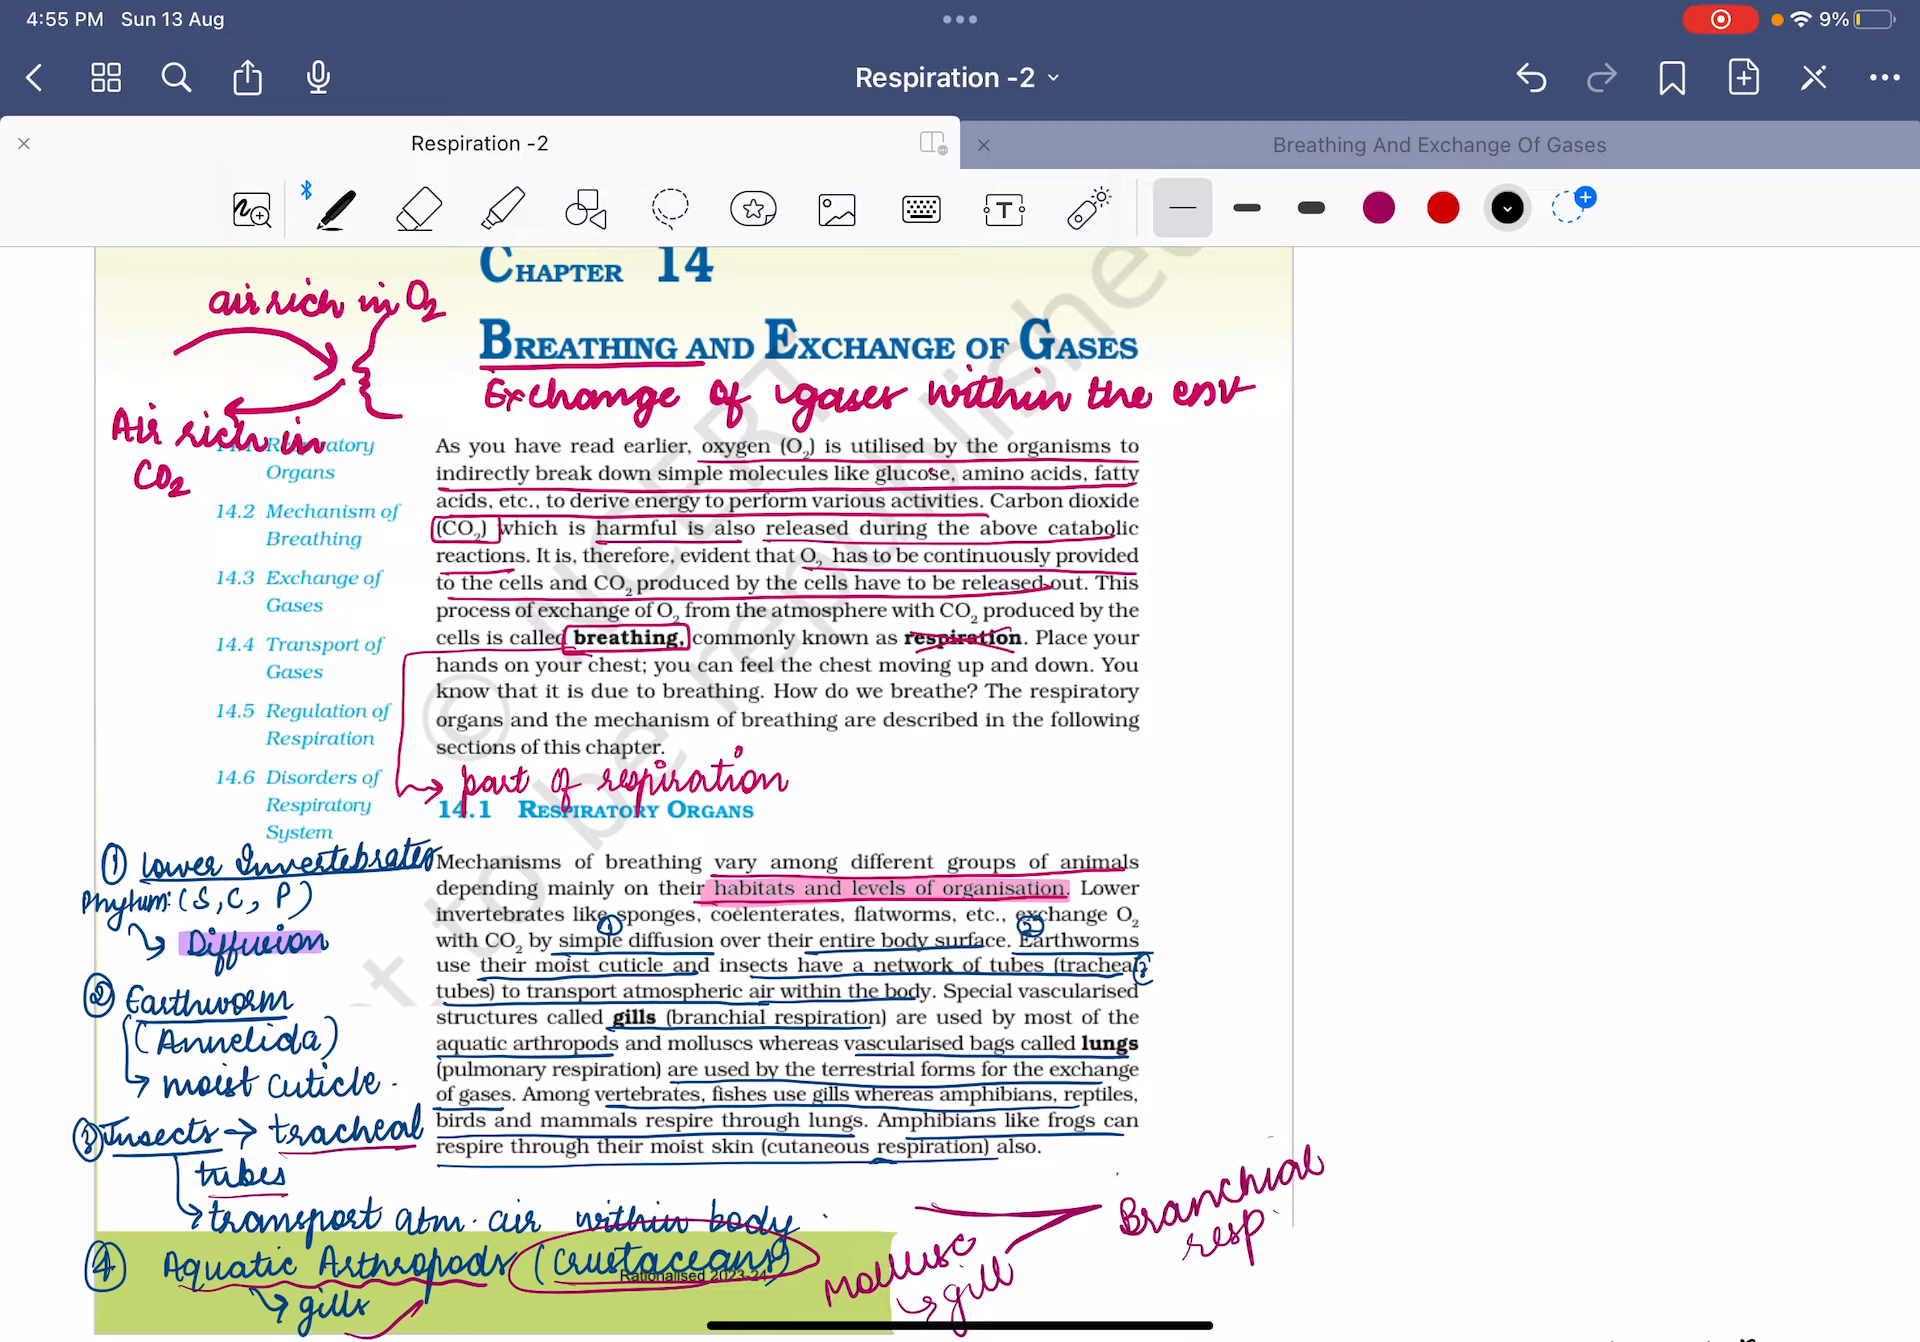 4:55 PM Sun 13 Aug
9%
Respiration -2
Respiration -2
Breathing And Exchange Of Gases
CHAPTER 14
air rich in O2
BREATHING AND EXCHANGE OF GASES
Exchange of gases within the env
Air rich in
CO2
Organs
14.2 Mechanism of
Breathing
14.3 Exchange of
Gases
14.4 Transport of
Gases
14.5 Regulation of
Respiration
14.6 Disorders of
Respiratory
System
As you have read earlier, oxygen (O2) is utilised by the organisms to
indirectly break down simple molecules like glucose, amino acids, fatty
acids, etc., to derive energy to perform various activities. Carbon dioxide
(CO2) which is harmful is also released during the above catabolic
reactions. It is, therefore, evident that O2 has to be continuously provided
to the cells and CO2 produced by the cells have to be released out. This
process of exchange of O2 from the atmosphere with CO2 produced by the
cells is called breathing, commonly known as respiration. Place your
hands on your chest; you can feel the chest moving up and down. You
know that it is due to breathing. How do we breathe? The respiratory
organs and the mechanism of breathing are described in the following
sections of this chapter.
part of respiration
14.1 RESPIRATORY ORGANS
Mechanisms of breathing vary among different groups of animals
depending mainly on their habitats and levels of organisation. Lower
invertebrates like sponges, coelenterates, flatworms, etc., exchange O2
with CO2 by simple diffusion over their entire body surface. Earthworms
use their moist cuticle and insects have a network of tubes (tracheal
tubes) to transport atmospheric air within the body. Special vascularised
structures called gills (branchial respiration) are used by most of the
aquatic arthropods and molluscs whereas vascularised bags called lungs
(pulmonary respiration) are used by the terrestrial forms for the exchange
of gases. Among vertebrates, fishes use gills whereas amphibians, reptiles,
birds and mammals respire through lungs. Amphibians like frogs can
respire through their moist skin (cutaneous respiration) also.
① Lower Invertebrates
Phylum: (S, C, P)
Diffusion
② Earthworm
(Annelida)
→ moist cuticle.
③ Insects → tracheal
tubes
→ transport atm. air within body.
④ Aquatic Arthropods (Crustaceans)
→ gills
Rationalised 2023-24
Mollusc
→ gill
Branchial
resp.
© NCERT
not to be republished